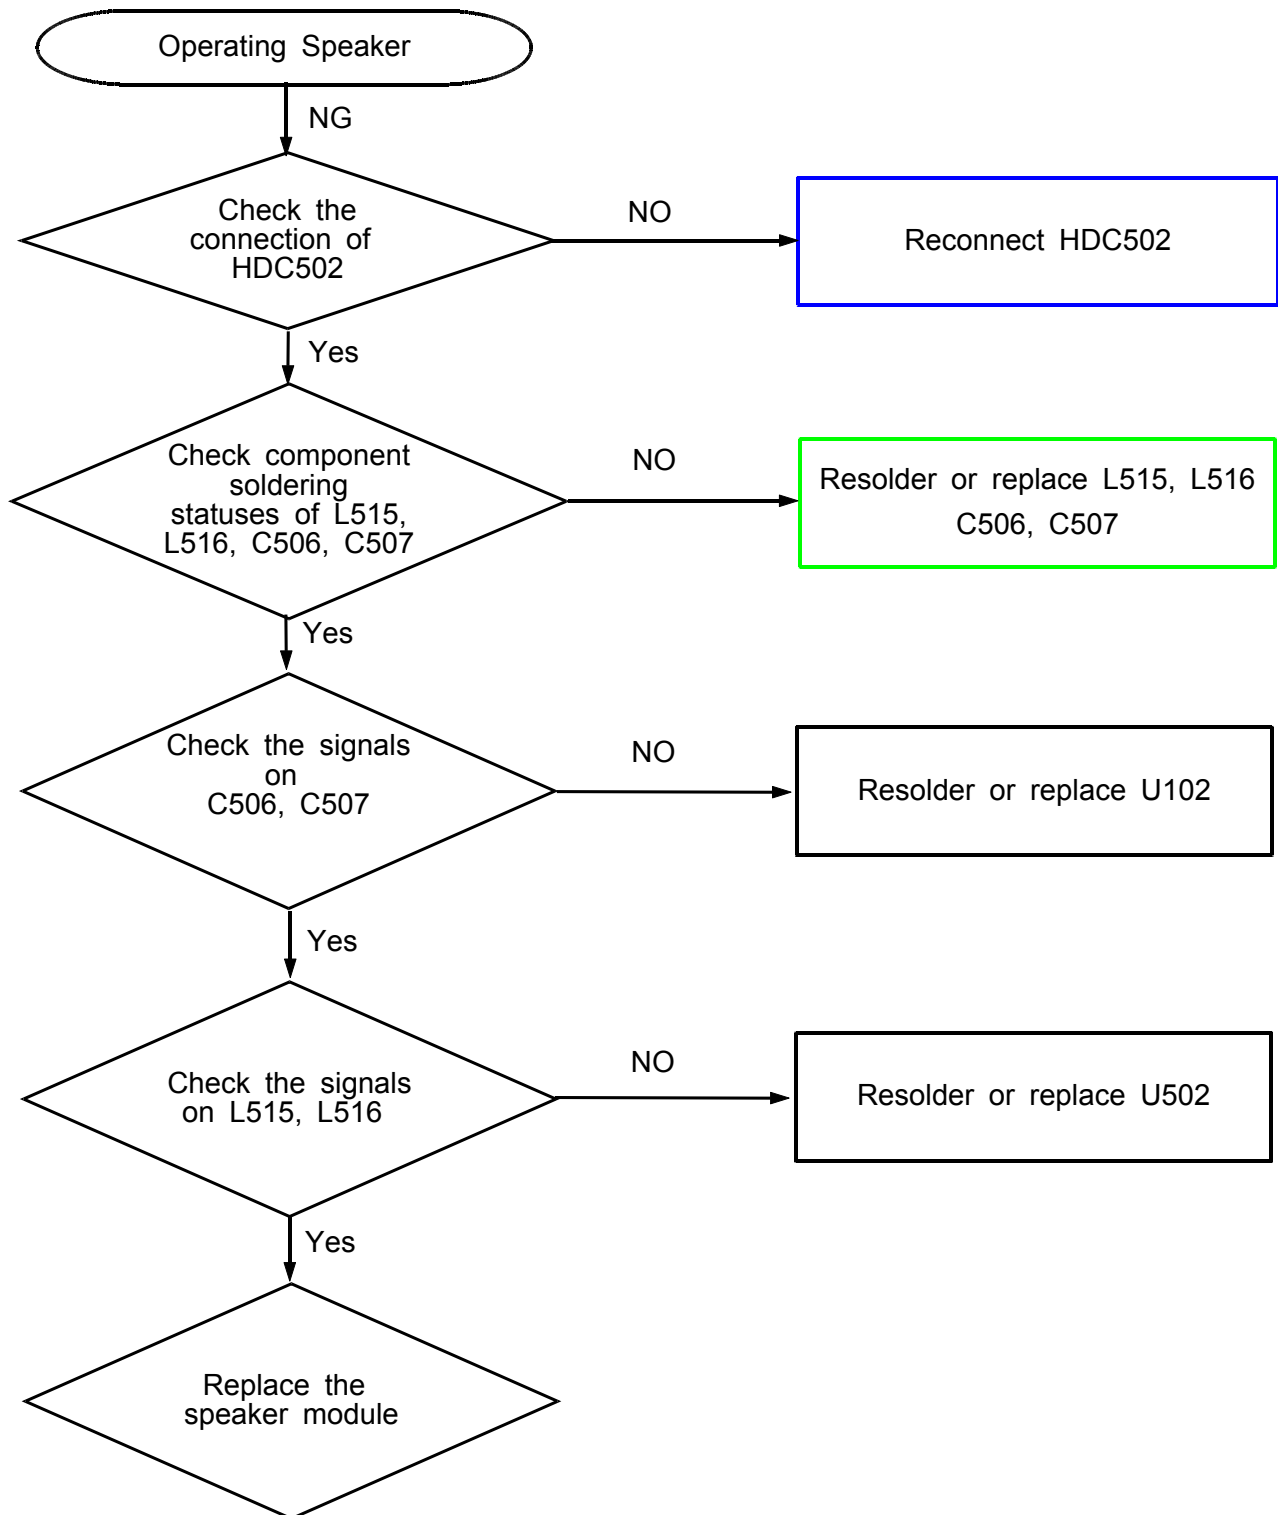 Operating Speaker
NG
Check the
connection of
HDC502
NO
Reconnect HDC502
Yes
Check component
soldering
statuses of L515,
L516, C506, C507
NO
Resolder or replace L515, L516
C506, C507
Yes
Check the signals
on
C506, C507
NO
Resolder or replace U102
Yes
Check the signals
on L515, L516
NO
Resolder or replace U502
Yes
Replace the
speaker module